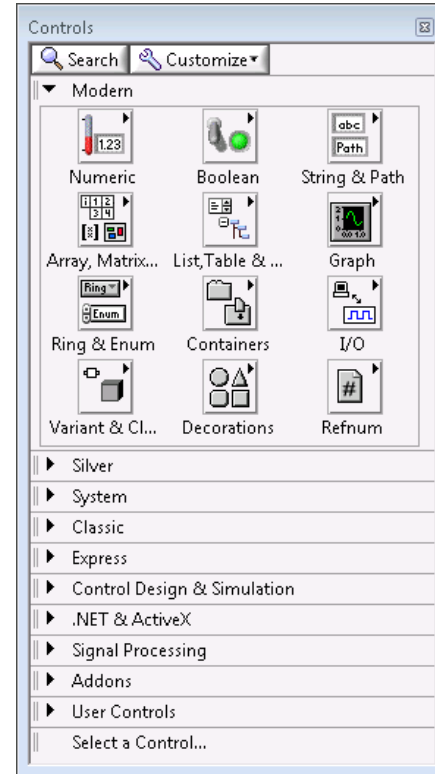 Controls
Search Customize
Modern
1.23 abc
Path
Numeric Boolean String & Path
1 2
3 4
Array, Matrix... List,Table & ... Graph
Ring
Enum
Ring & Enum Containers I/O
#
Variant & Cl... Decorations Refnum
Silver
System
Classic
Express
Control Design & Simulation
.NET & ActiveX
Signal Processing
Addons
User Controls
Select a Control...